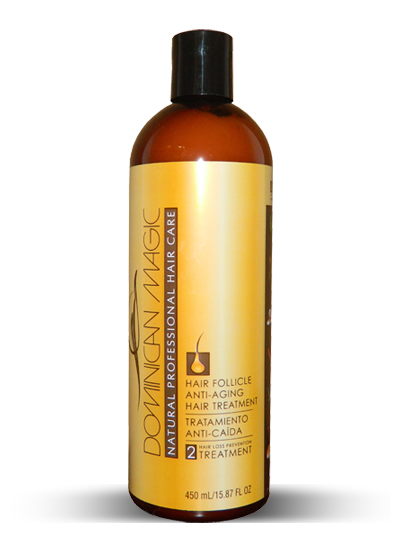 DOMINICAN MAGIC
NATURAL PROFESSIONAL HAIR CARE
HAIR FOLLICLE
ANTI-AGING
HAIR TREATMENT
TRATAMIENTO
ANTI-CAÍDA
2 HAIR LOSS PREVENTION
TREATMENT
450 mL/15.87 FL OZ